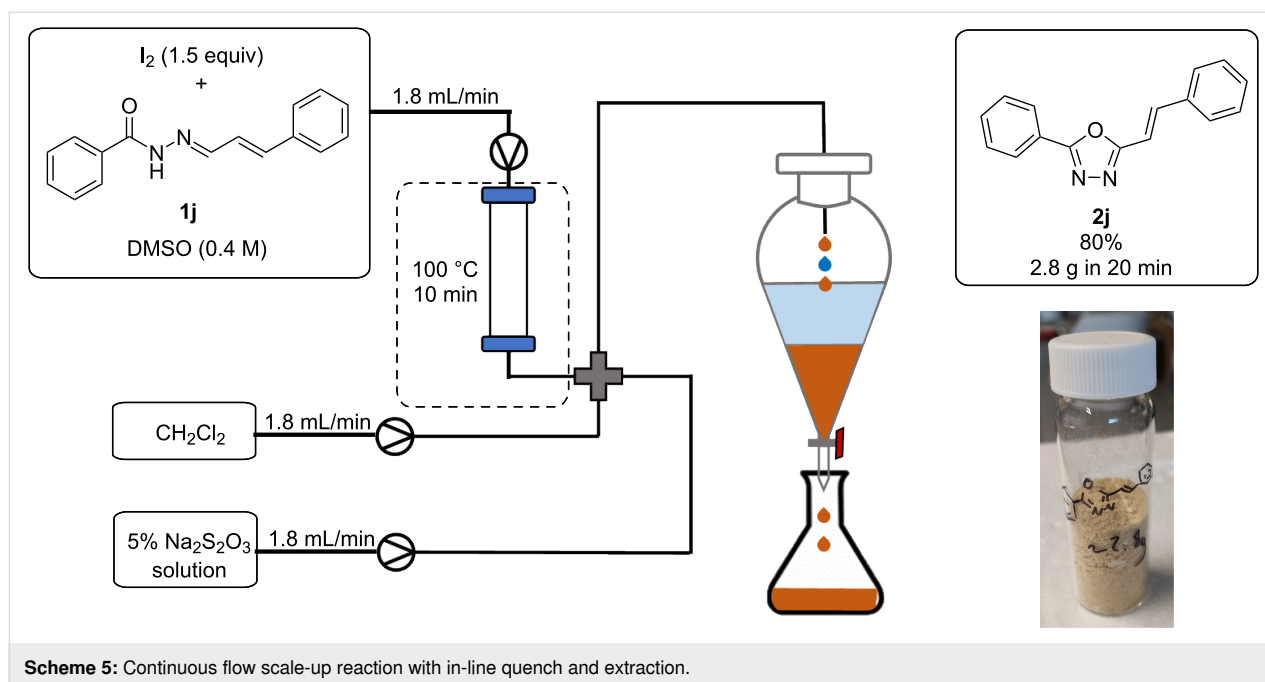 I2 (1.5 equiv)
+
O
N
N
H
1j
DMSO (0.4 M)
1.8 mL/min
100 °C
10 min
CH2Cl2
1.8 mL/min
5% Na2S2O3
solution
1.8 mL/min
O
N–N
2j
80%
2.8 g in 20 min
Scheme 5: Continuous flow scale-up reaction with in-line quench and extraction.